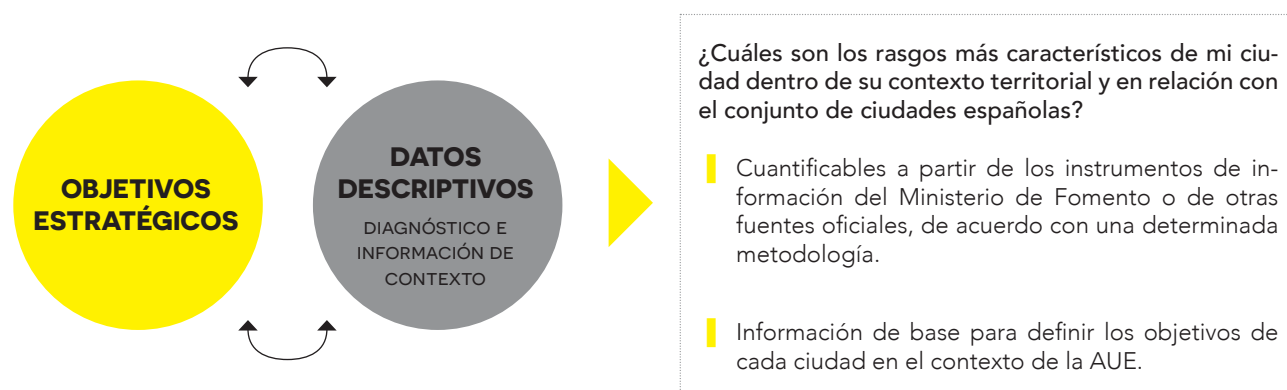 OBJETIVOS
ESTRATÉGICOS
DATOS
DESCRIPTIVOS
DIAGNÓSTICO E
INFORMACIÓN DE
CONTEXTO
¿Cuáles son los rasgos más característicos de mi ciu-
dad dentro de su contexto territorial y en relación con
el conjunto de ciudades españolas?
Cuantificables a partir de los instrumentos de in-
formación del Ministerio de Fomento o de otras
fuentes oficiales, de acuerdo con una determinada
metodología.
Información de base para definir los objetivos de
cada ciudad en el contexto de la AUE.